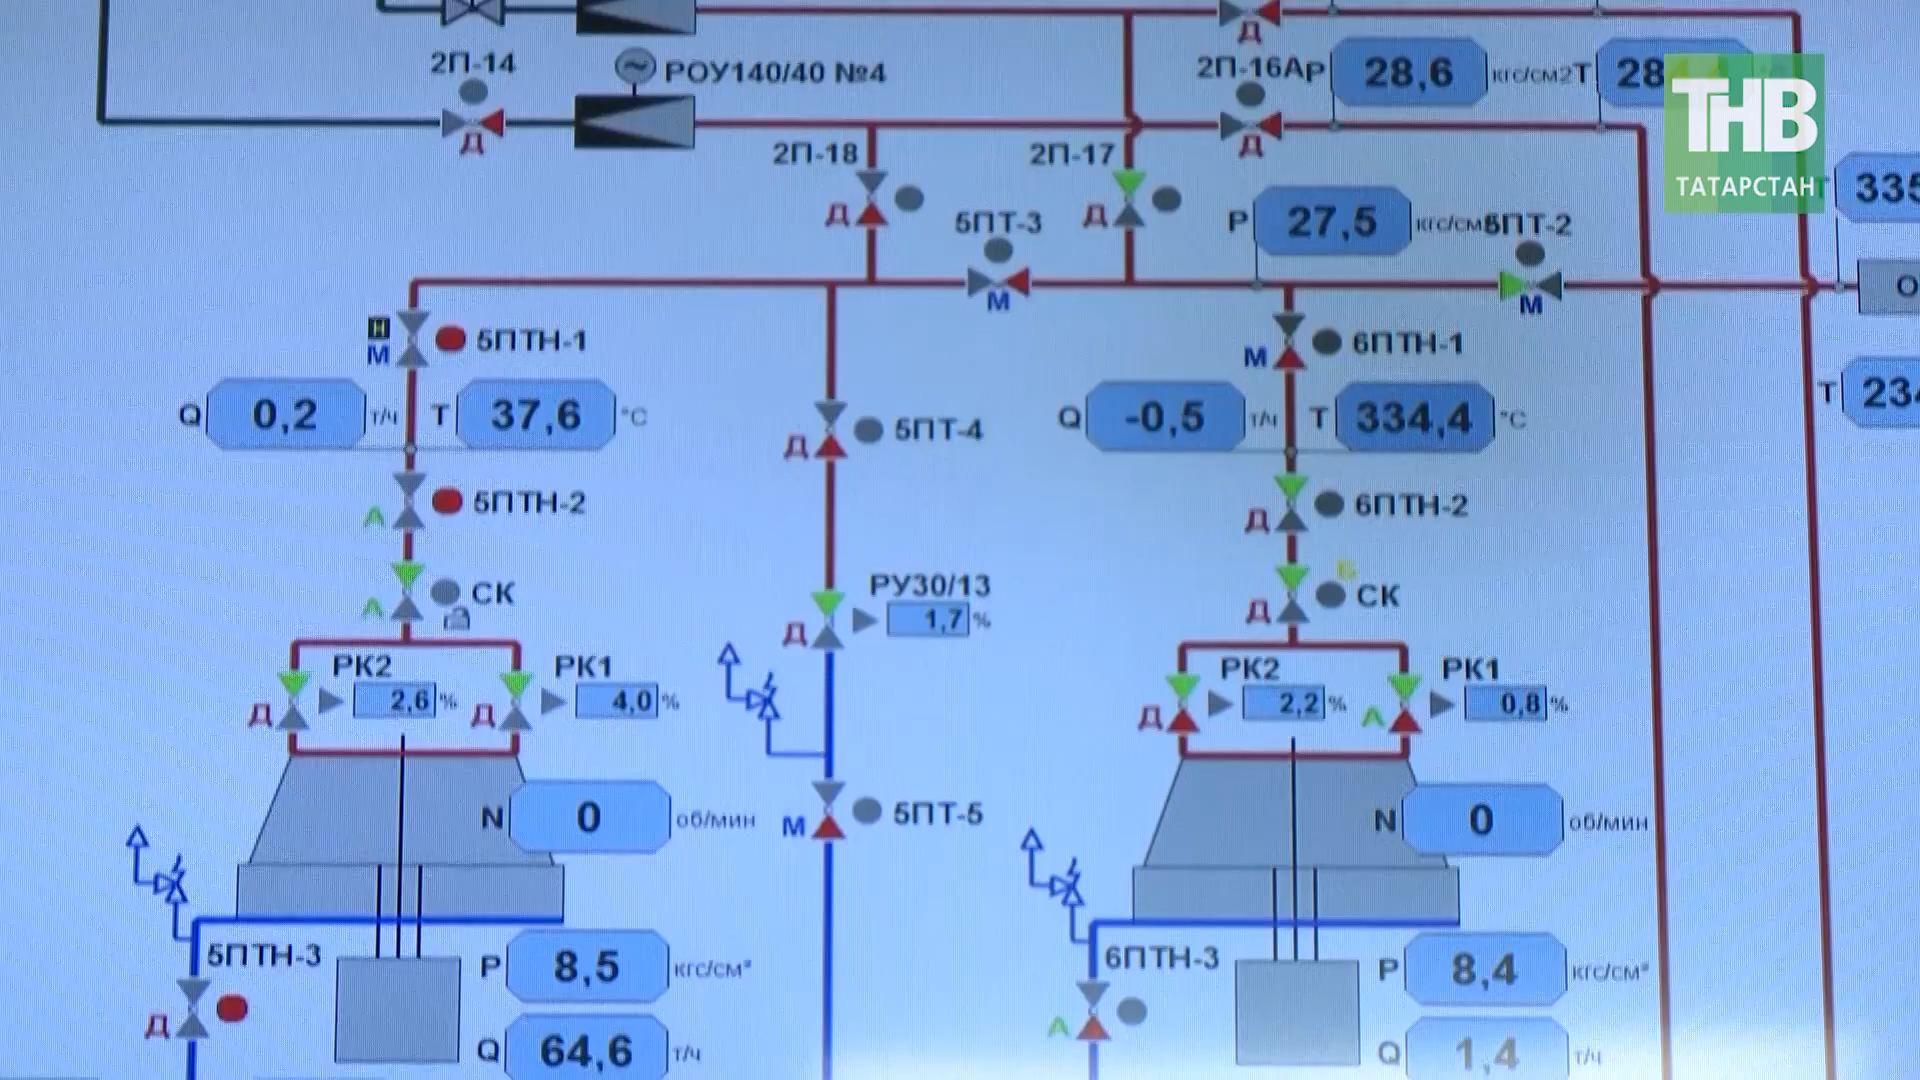 2П-14
РОУ140/40 №4
Д
2П-16А
Р 28,6 кгс/см2
Т
ТНВ
ТАТАРСТАН
Д
Д
2П-18
Д
2П-17
Д
5ПТ-3
М
Р 27,5 кгс/см
5ПТ-2
М
Т 335
Н
М
5ПТН-1
М
6ПТН-1
Q 0,2 т/ч
Т 37,6 °С
Д
5ПТ-4
Q -0,5 т/ч
Т 334,4 °С
Т 234
А
5ПТН-2
Д
6ПТН-2
А
СК
РУ30/13
Д
1,7 %
Б
Д
СК
РК2
Д
2,6 %
РК1
Д
4,0 %
РК2
Д
2,2 %
РК1
А
0,8 %
N 0 об/мин
М
5ПТ-5
N 0 об/мин
5ПТН-3
Д
Р 8,5 кгс/см²
Q 64,6 т/ч
6ПТН-3
А
Р 8,4 кгс/см²
Q 1,4 т/ч